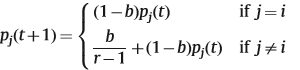 p_j(t+1) = { (1−b)p_j(t) if j = i
b/(r−1) + (1−b)p_j(t) if j ≠ i